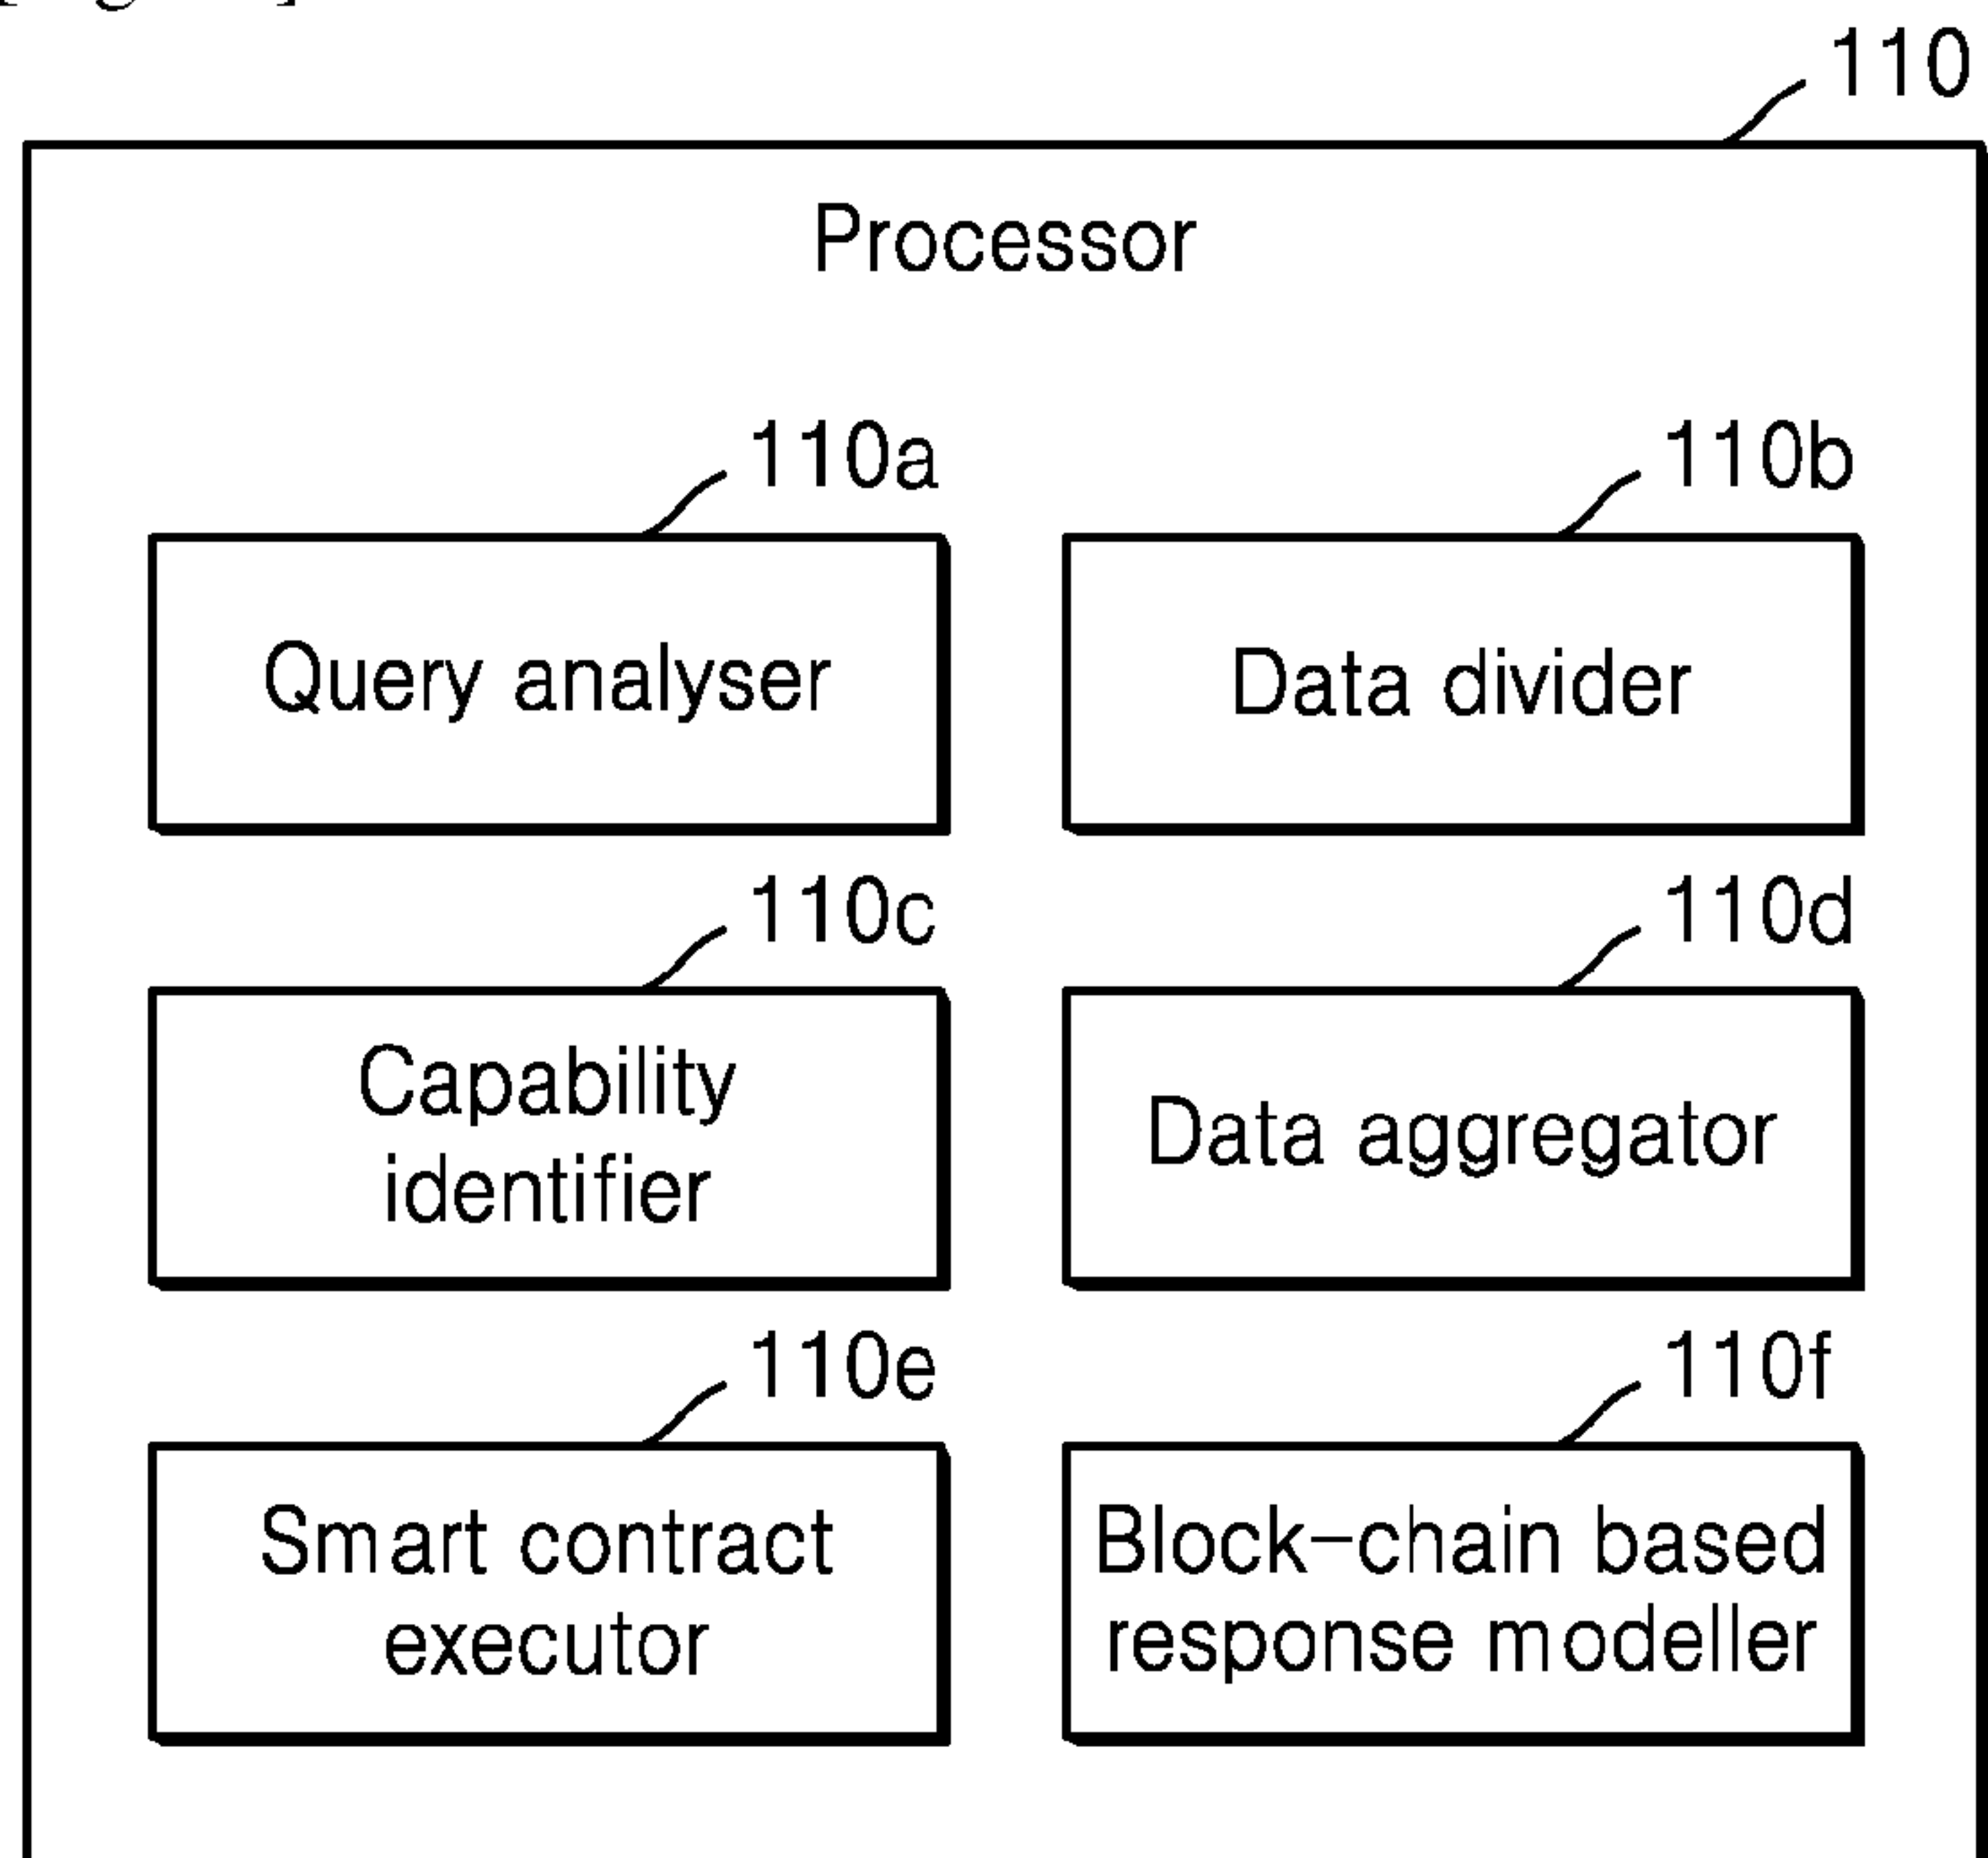 110
Processor
110a
110b
Query analyser
Data divider
110c
110d
Capability
identifier
Data aggregator
110e
110f
Smart contract
executor
Block-chain based
response modeller